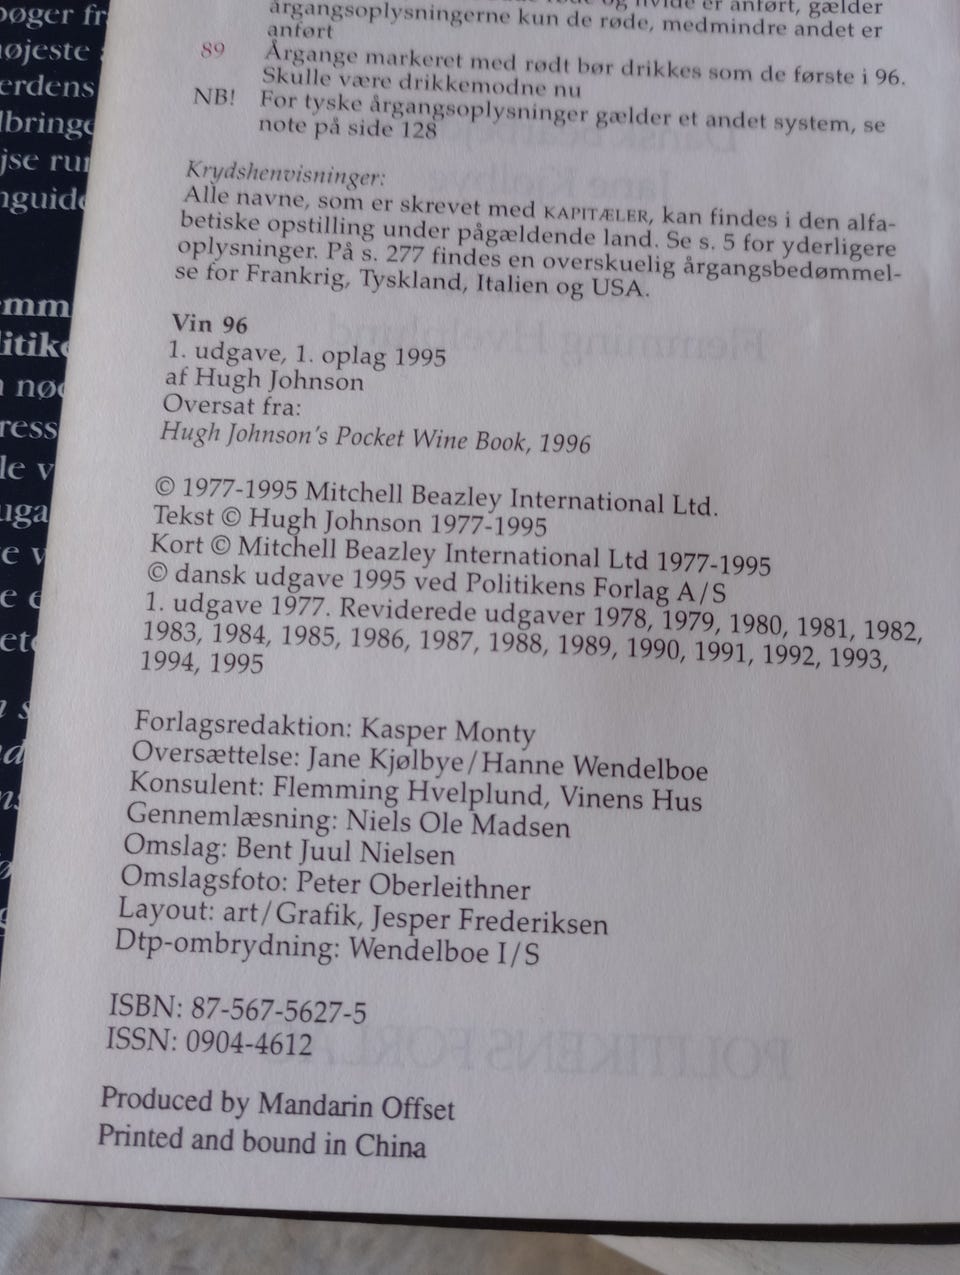 årgangsoplysningerne kun de røde, medmindre andet er
anført
89 Årgange markeret med rødt bør drikkes som de første i 96.
Skulle være drikkemodne nu
NB! For tyske årgangsoplysninger gælder et andet system, se
note på side 128
Krydshenvisninger:
Alle navne, som er skrevet med KAPITÆLER, kan findes i den alfa-
betiske opstilling under pågældende land. Se s. 5 for yderligere
oplysninger. På s. 277 findes en overskuelig årgangsbedømmel-
se for Frankrig, Tyskland, Italien og USA.
Vin 96
1. udgave, 1. oplag 1995
af Hugh Johnson
Oversat fra:
Hugh Johnson's Pocket Wine Book, 1996
© 1977-1995 Mitchell Beazley International Ltd.
Tekst © Hugh Johnson 1977-1995
Kort © Mitchell Beazley International Ltd 1977-1995
© dansk udgave 1995 ved Politikens Forlag A/S
1. udgave 1977. Reviderede udgaver 1978, 1979, 1980, 1981, 1982,
1983, 1984, 1985, 1986, 1987, 1988, 1989, 1990, 1991, 1992, 1993,
1994, 1995
Forlagsredaktion: Kasper Monty
Oversættelse: Jane Kjølbye/Hanne Wendelboe
Konsulent: Flemming Hvelplund, Vinens Hus
Gennemlæsning: Niels Ole Madsen
Omslag: Bent Juul Nielsen
Omslagsfoto: Peter Oberleithner
Layout: art/Grafik, Jesper Frederiksen
Dtp-ombrydning: Wendelboe I/S
ISBN: 87-567-5627-5
ISSN: 0904-4612
Produced by Mandarin Offset
Printed and bound in China